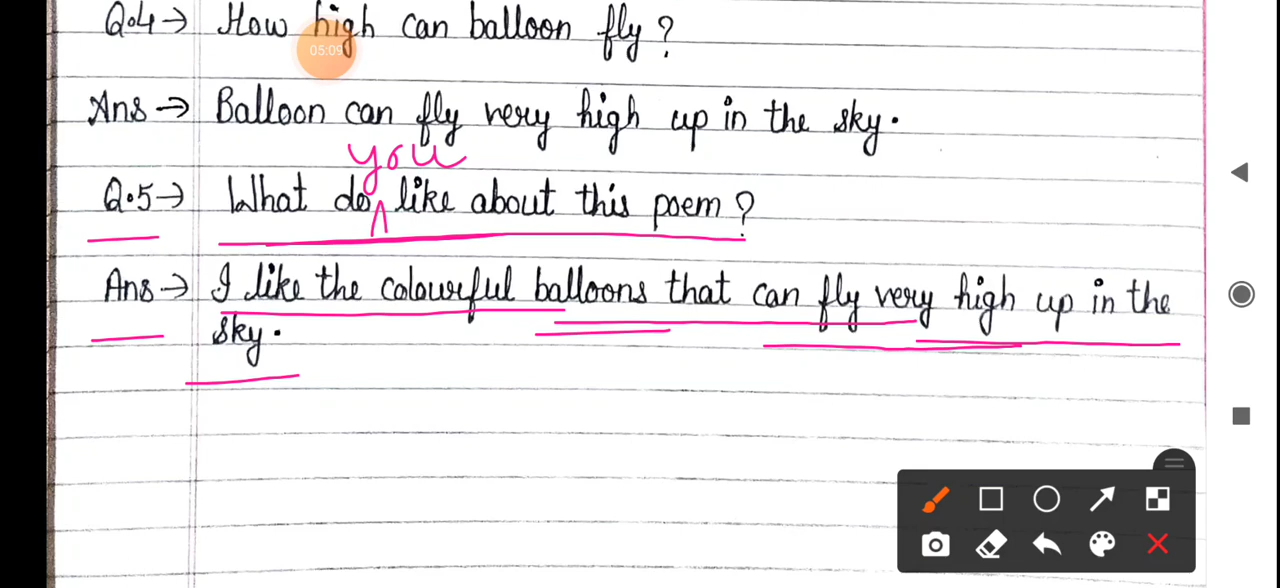 Q.4→ How high can balloon fly?
05:09
Ans→ Balloon can fly very high up in the sky.
you
Q.5→ What do like about this poem?
Ans→ I like the colourful balloons that can fly very high up in the
sky.